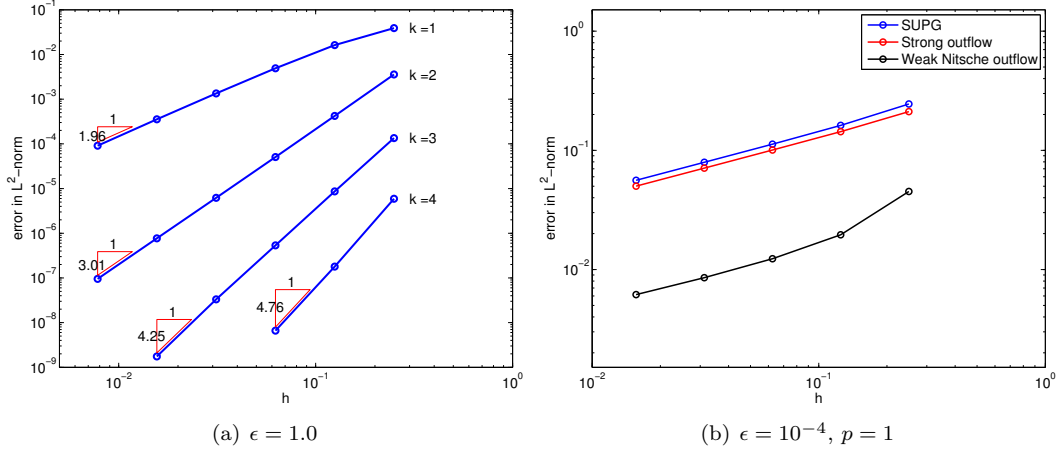 10^{-1}
10^{-2}
10^{-3}
10^{-4}
10^{-5}
10^{-6}
10^{-7}
10^{-8}
10^{-9}
error in L^2-norm
k =1
k =2
k =3
k =4
1
1.96
1
3.01
1
4.25
1
4.76
10^{-2}
10^{-1}
10^0
h
(a) ϵ = 1.0
10^0
10^{-1}
10^{-2}
error in L^2-norm
SUPG
Strong outflow
Weak Nitsche outflow
10^{-2}
10^{-1}
10^0
h
(b) ϵ = 10^{-4}, p = 1